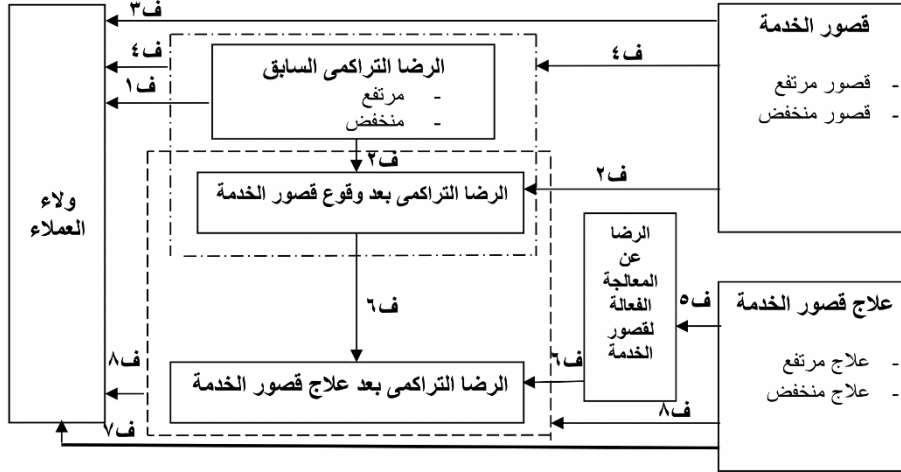 قصور الخدمة
- قصور مرتفع
- قصور منخفض
ف٣
ف٤
ف٤
ف١
الرضا التراكمى السابق
- مرتفع
- منخفض
ف٢
ف٢
الرضا التراكمى بعد وقوع قصور الخدمة
ولاء
العملاء
الرضا
عن
المعالجة
الفعالة
لقصور
الخدمة
علاج قصور الخدمة
- علاج مرتفع
- علاج منخفض
ف٥
ف٦
ف٦
الرضا التراكمى بعد علاج قصور الخدمة
ف٨
ف٨
ف٧